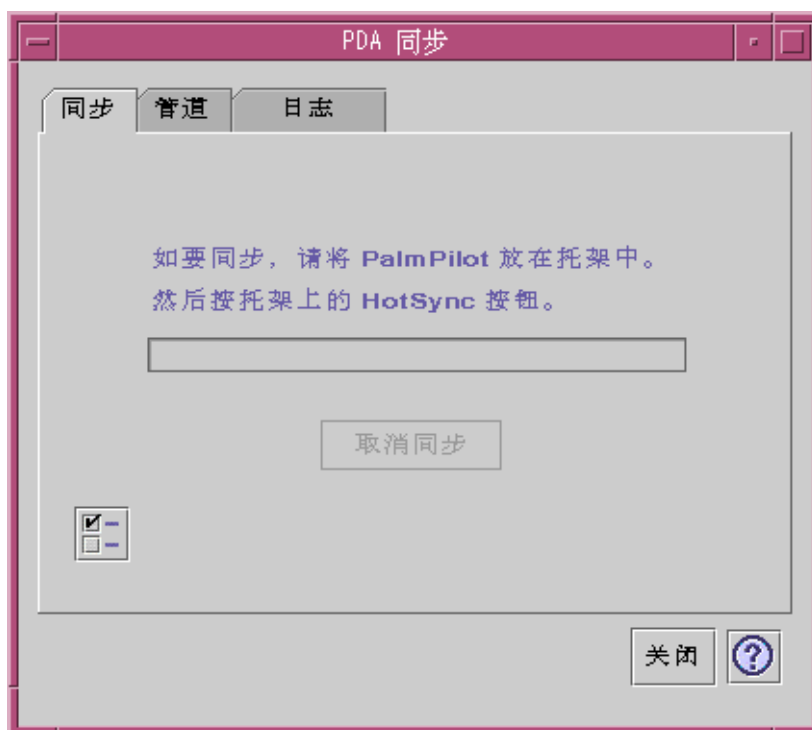 PDA 同步
同步 管道 日志
如要同步，请将 PalmPilot 放在托架中。
然后按托架上的 HotSync 按钮。
取消同步
关闭 ?